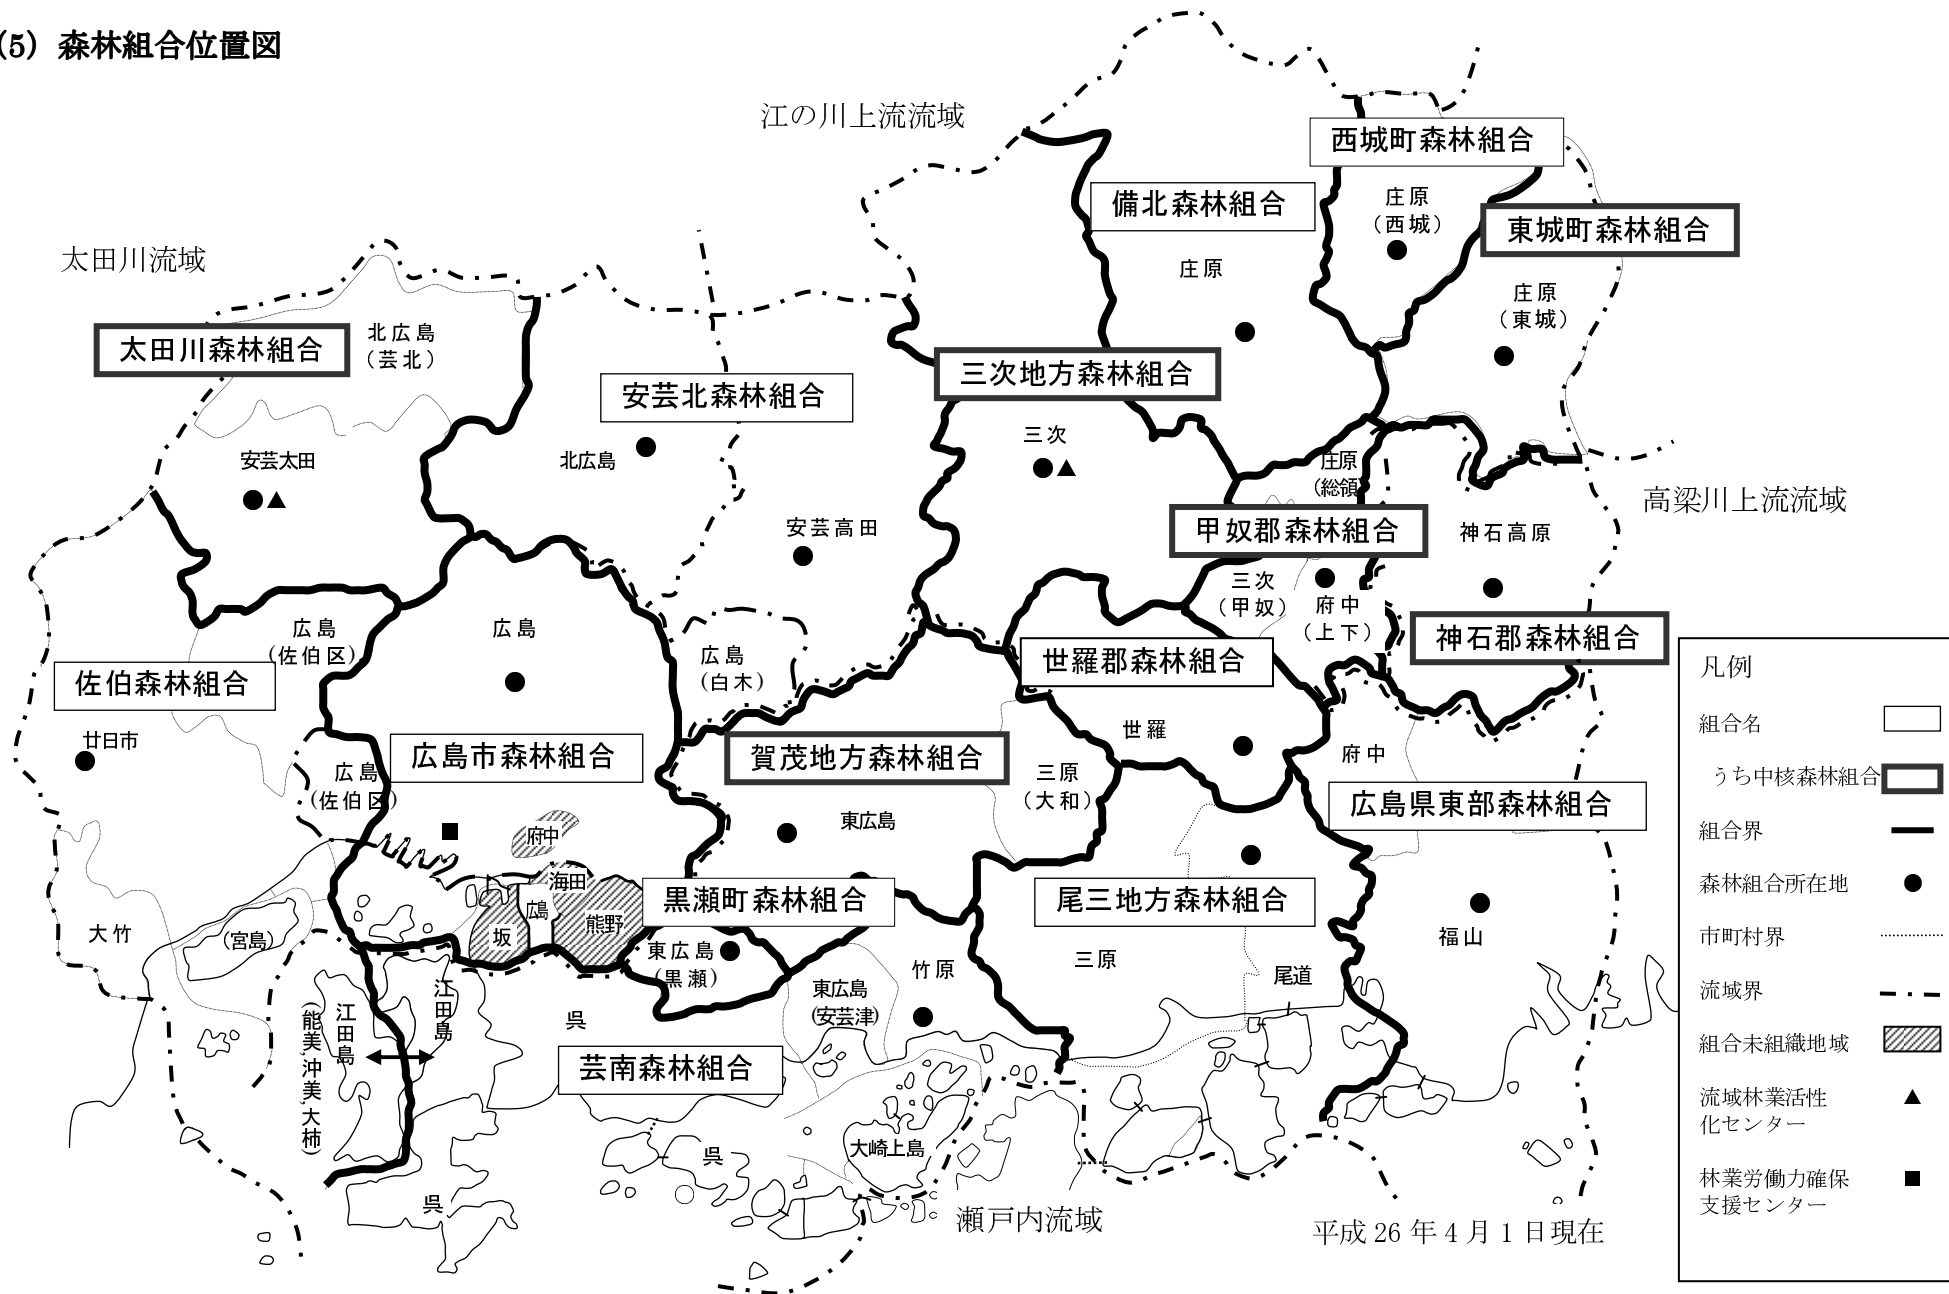 (5) 森林組合位置図
江の川上流流域
西城町森林組合
備北森林組合
庄原
（西城）
東城町森林組合
太田川流域
庄原
庄原
（東城）
北広島
（芸北）
太田川森林組合
三次地方森林組合
安芸北森林組合
三次
安芸太田
北広島
庄原
（総領）
高梁川上流流域
安芸高田
甲奴郡森林組合
神石高原
三次
（甲奴）
府中
（上下）
広島
（佐伯区）
広島
神石郡森林組合
広島
（白木）
世羅郡森林組合
佐伯森林組合
世羅
廿日市
広島市森林組合
賀茂地方森林組合
府中
広島
（佐伯区）
三原
（大和）
広島県東部森林組合
東広島
府中
海田
黒瀬町森林組合
尾三地方森林組合
広島
熊野
坂
大竹
（宮島）
東広島
（黒瀬）
福山
竹原
三原
尾道
東広島
（安芸津）
江田島
江田島
（能美，沖美，大柿）
呉
芸南森林組合
大崎上島
呉
呉
瀬戸内流域
平成 26 年 4 月 1 日現在
凡例
組合名
うち中核森林組合
組合界
森林組合所在地
市町村界
流域界
組合未組織地域
流域林業活性
化センター
林業労働力確保
支援センター